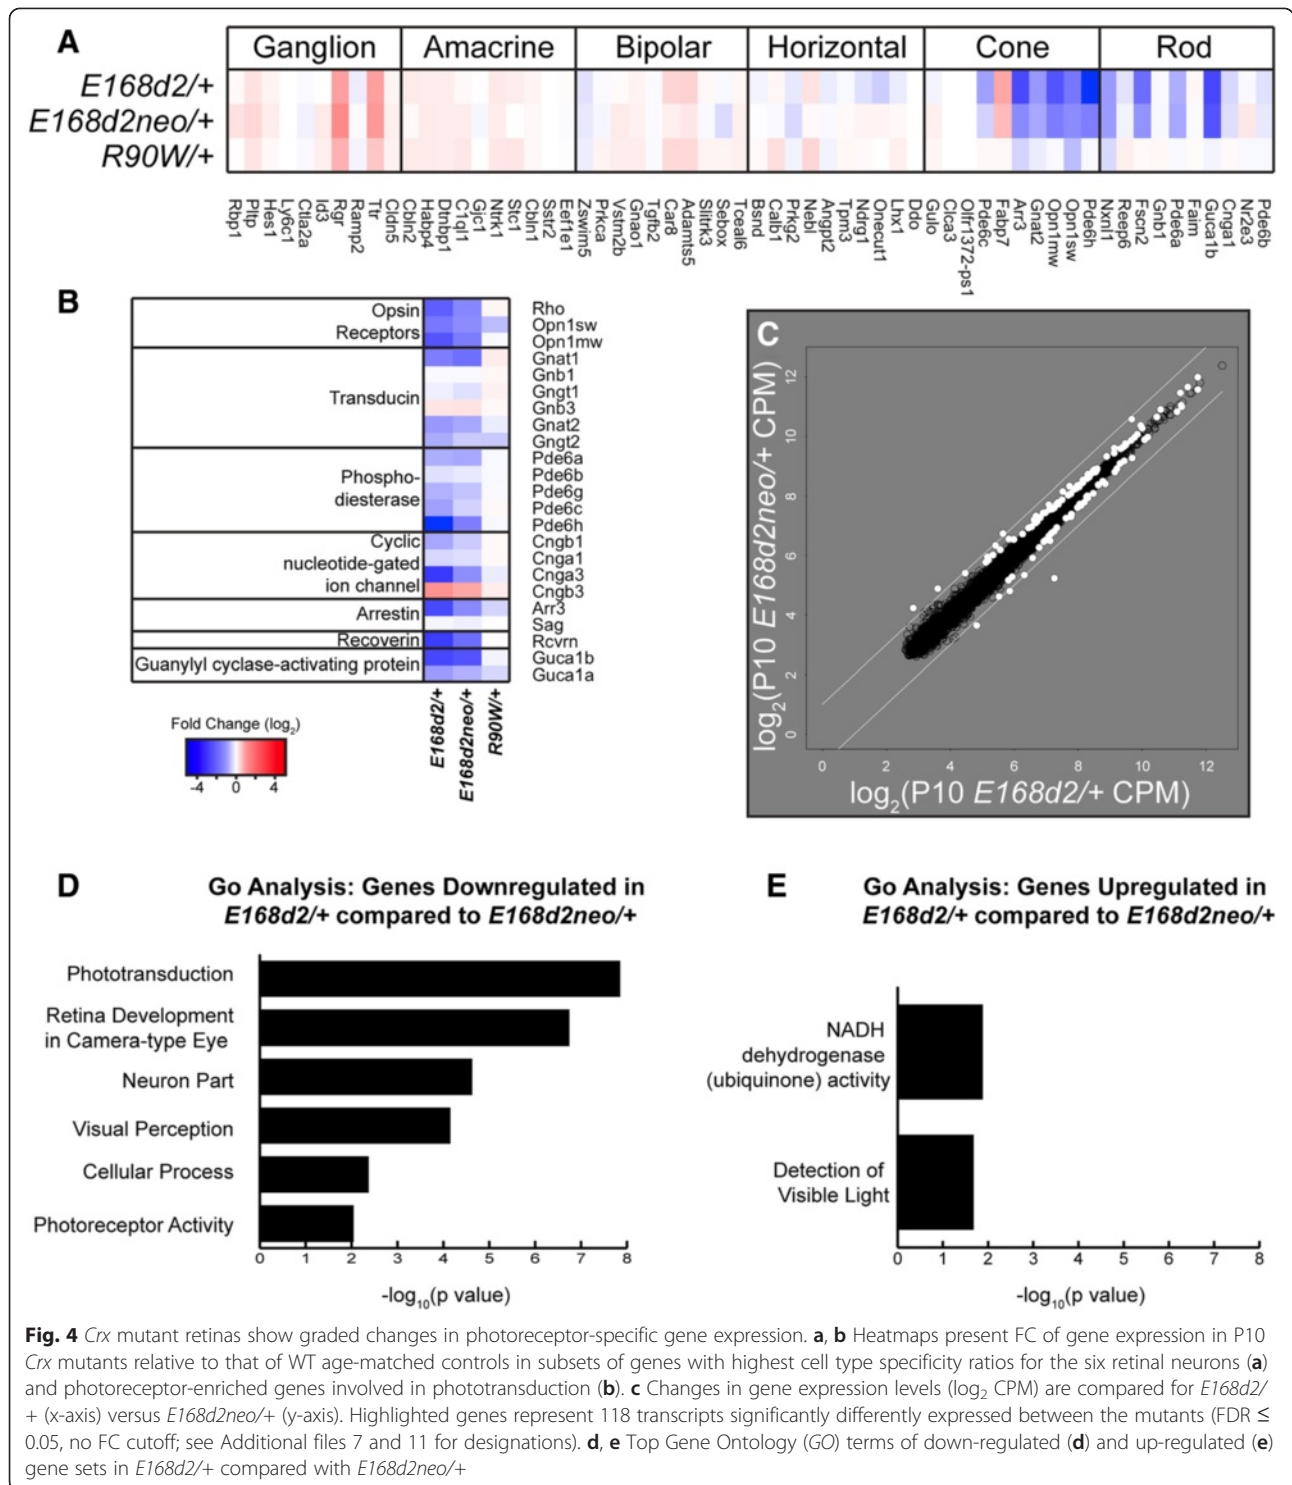 A
Ganglion Amacrine Bipolar Horizontal Cone Rod
E168d2/+
E168d2neo/+
R90W/+
Rbp1 Pltp Hes1 Ly6c1 Ctla2a Id3 Rgr Ramp2 Ttr Cldn5 Cbln2 Habp4 Dtnbp1 C1ql1 Gjc1 Ntrk1 Stc1 Cbln1 Sstr2 Eef1e1 Zswim5 Prkca Vstm2b Gnao1 Tgfb2 Car8 Adamts5 Slitrk3 Sebox Tceal6 Bsnd Calb1 Prkg2 Nebl Angpt2 Tpm3 Ndrg1 Onecut1 Lhx1 Ddo Gulo Clca3 Olfr1372-ps1 Pde6c Fabp7 Arr3 Gnat2 Opn1mw Opn1sw Pde6h Nxnl1 Reep6 Fscn2 Gnb1 Pde6a Faim Guca1b Cnga1 Nr2e3 Pde6b
B
Opsin
Receptors
Transducin
Phospho-
diesterase
Cyclic
nucleotide-gated
ion channel
Arrestin
Recoverin
Guanylyl cyclase-activating protein
Rho
Opn1sw
Opn1mw
Gnat1
Gnb1
Gngt1
Gnb3
Gnat2
Gngt2
Pde6a
Pde6b
Pde6g
Pde6c
Pde6h
Cngb1
Cnga1
Cnga3
Cngb3
Arr3
Sag
Rcvrn
Guca1b
Guca1a
E168d2/+
E168d2neo/+
R90W/+
Fold Change (log2)
-4 0 4
C
log2(P10 E168d2neo/+ CPM)
12
10
8
6
4
2
0
0 2 4 6 8 10 12
log2(P10 E168d2/+ CPM)
D
Go Analysis: Genes Downregulated in
E168d2/+ compared to E168d2neo/+
Phototransduction
Retina Development
in Camera-type Eye
Neuron Part
Visual Perception
Cellular Process
Photoreceptor Activity
0 1 2 3 4 5 6 7 8
-log10(p value)
E
Go Analysis: Genes Upregulated in
E168d2/+ compared to E168d2neo/+
NADH
dehydrogenase
(ubiquinone) activity
Detection of
Visible Light
0 1 2 3 4 5 6 7 8
-log10(p value)
Fig. 4 Crx mutant retinas show graded changes in photoreceptor-specific gene expression. a, b Heatmaps present FC of gene expression in P10
Crx mutants relative to that of WT age-matched controls in subsets of genes with highest cell type specificity ratios for the six retinal neurons (a)
and photoreceptor-enriched genes involved in phototransduction (b). c Changes in gene expression levels (log2 CPM) are compared for E168d2/
+ (x-axis) versus E168d2neo/+ (y-axis). Highlighted genes represent 118 transcripts significantly differently expressed between the mutants (FDR ≤
0.05, no FC cutoff; see Additional files 7 and 11 for designations). d, e Top Gene Ontology (GO) terms of down-regulated (d) and up-regulated (e)
gene sets in E168d2/+ compared with E168d2neo/+